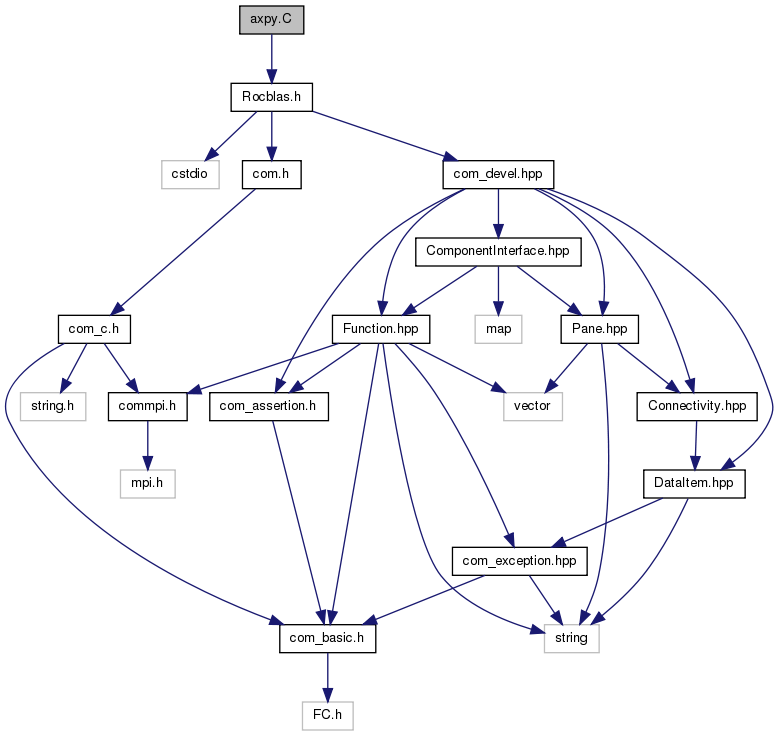 axpy.C
Rocblas.h
cstdio
com.h
com_devel.hpp
ComponentInterface.hpp
com_c.h
Function.hpp
map
Pane.hpp
string.h
commpi.h
com_assertion.h
vector
Connectivity.hpp
mpi.h
DataItem.hpp
com_exception.hpp
com_basic.h
string
FC.h